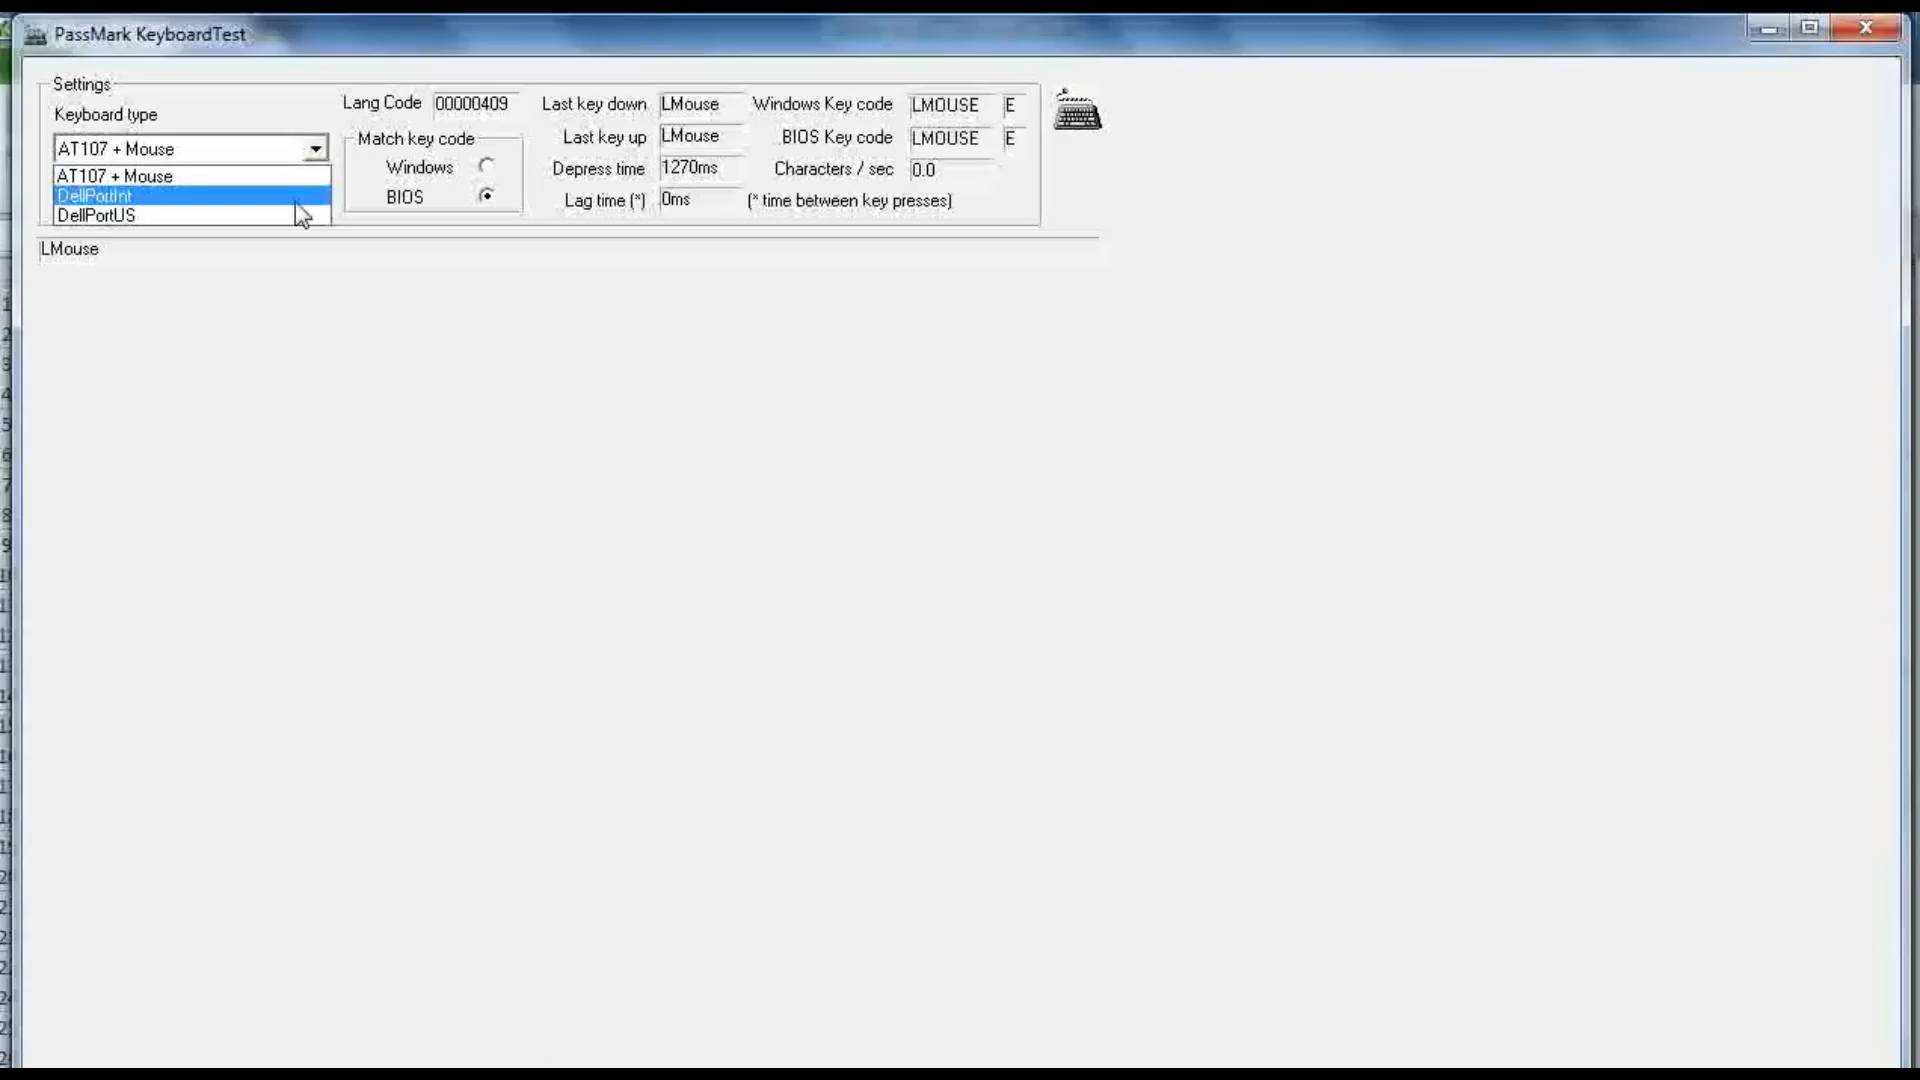 PassMark KeyboardTest
Settings
Keyboard type
AT107 + Mouse
AT107 + Mouse
DellPortInt
DellPortUS
Lang Code 00000409
Match key code
Windows
BIOS
Last key down LMouse
Last key up LMouse
Depress time 1270ms
Lag time (*) 0ms
Windows Key code LMOUSE E
BIOS Key code LMOUSE E
Characters / sec 0.0
(* time between key presses)
LMouse